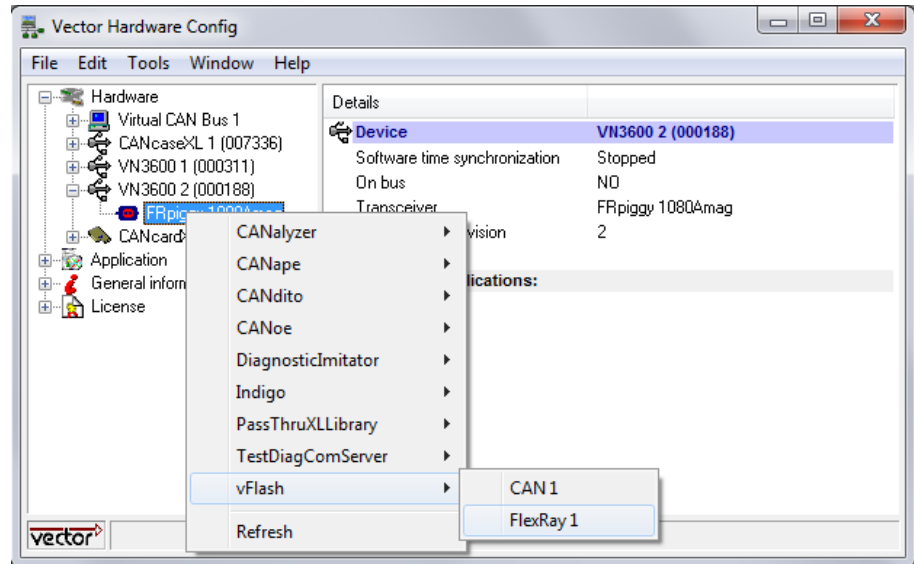 Vector Hardware Config
File Edit Tools Window Help
Hardware
Virtual CAN Bus 1
CANcaseXL 1 (007336)
VN3600 1 (000311)
VN3600 2 (000188)
FRpiggy 1080Amag
CANcard
Application
General inform
License
Details
Device VN3600 2 (000188)
Software time synchronization Stopped
On bus NO
Transceiver FRpiggy 1080Amag
vision 2
lications:
CANalyzer
CANape
CANdito
CANoe
DiagnosticImitator
Indigo
PassThruXLLibrary
TestDiagComServer
vFlash
Refresh
CAN 1
FlexRay 1
vector